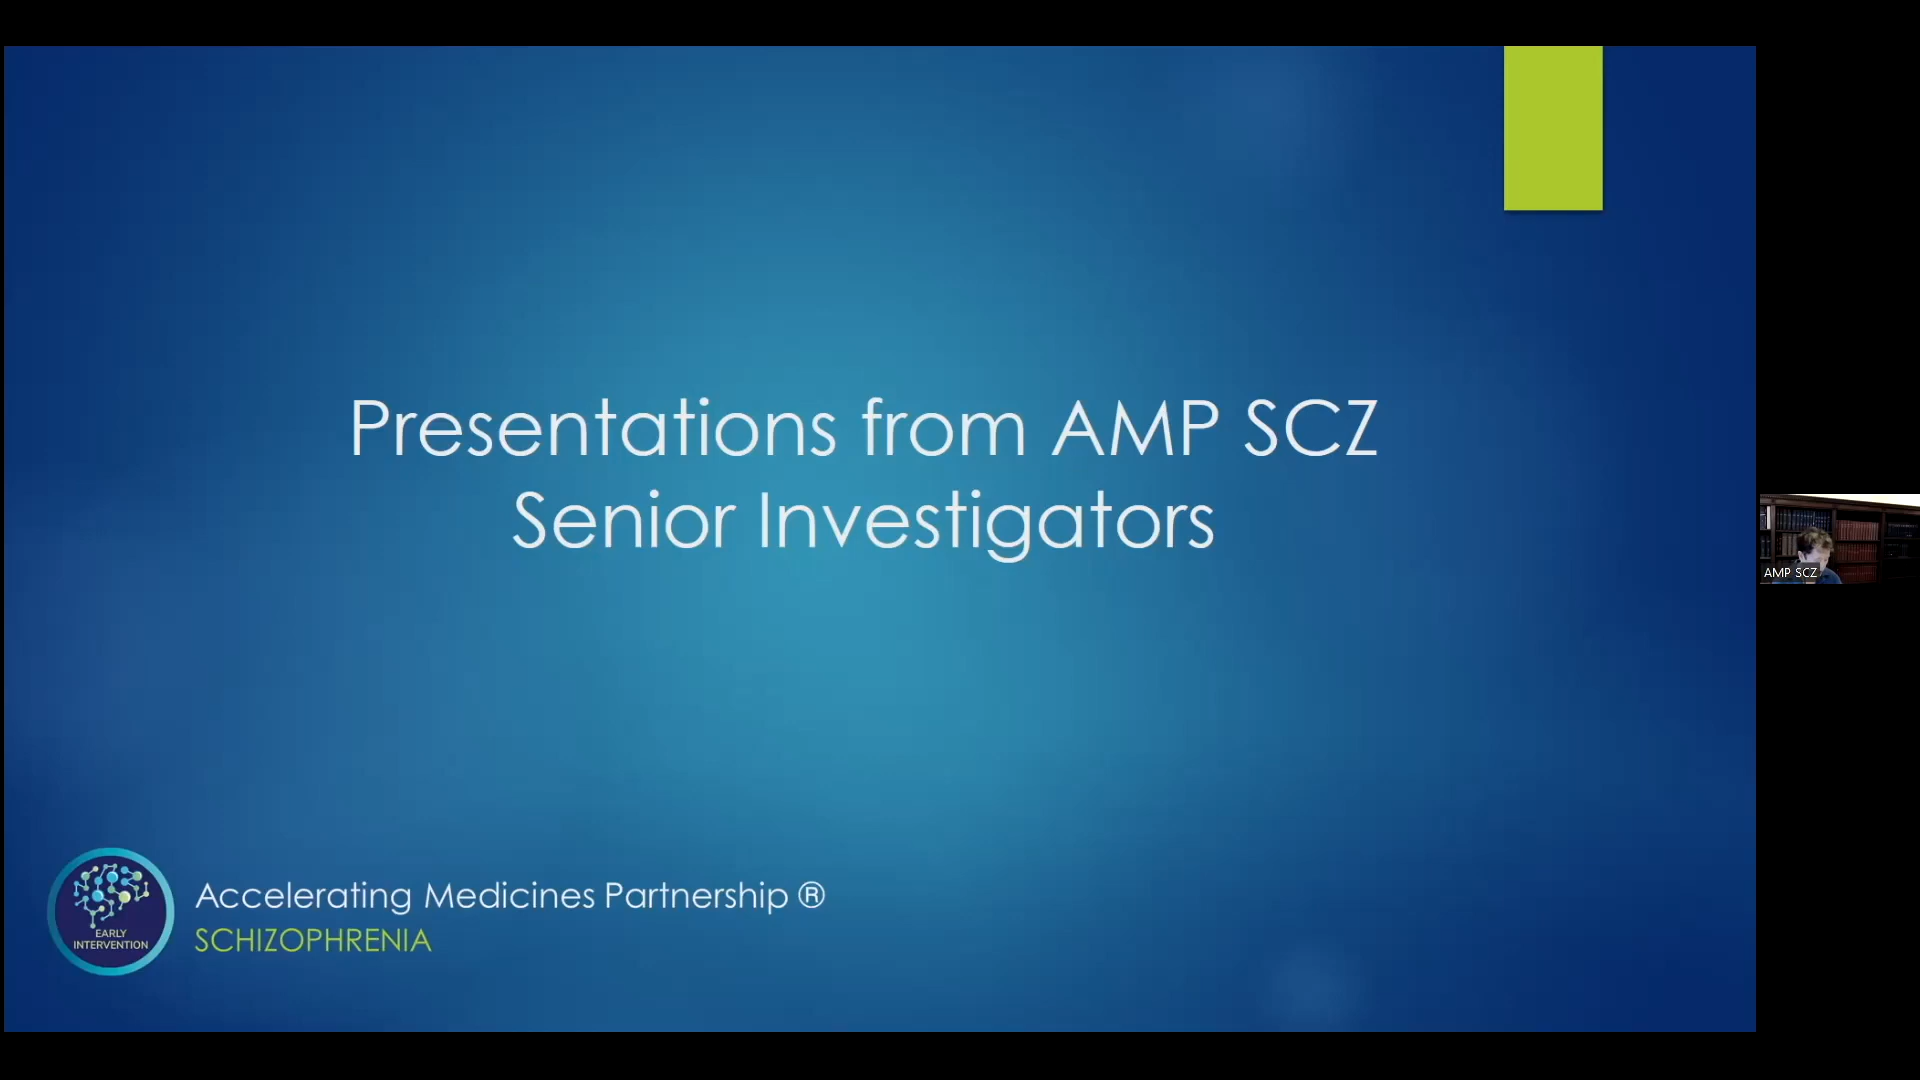 Presentations from AMP SCZ
Senior Investigators
EARLY
INTERVENTION
Accelerating Medicines Partnership ®
SCHIZOPHRENIA
AMP SCZ